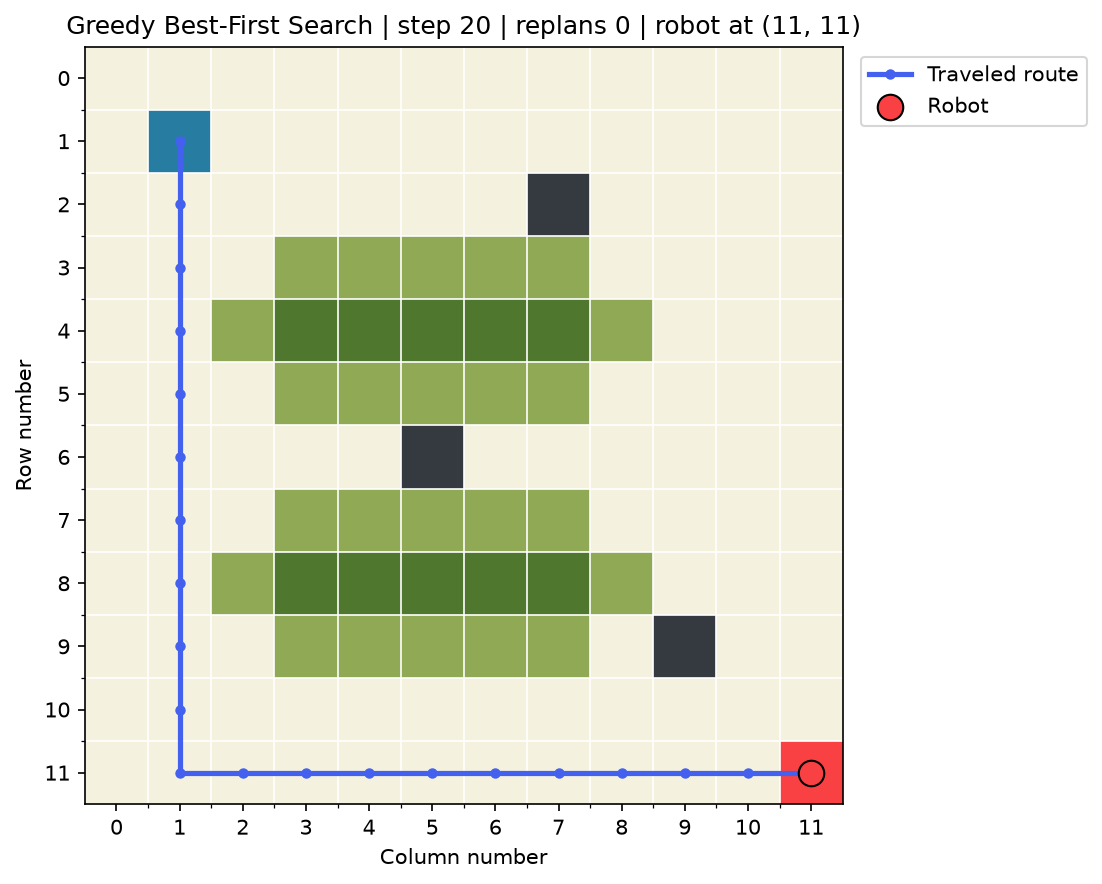 Greedy Best-First Search | step 20 | replans 0 | robot at (11, 11)
Traveled route
Robot
Row number
0
1
2
3
4
5
6
7
8
9
10
11
0 1 2 3 4 5 6 7 8 9 10 11
Column number